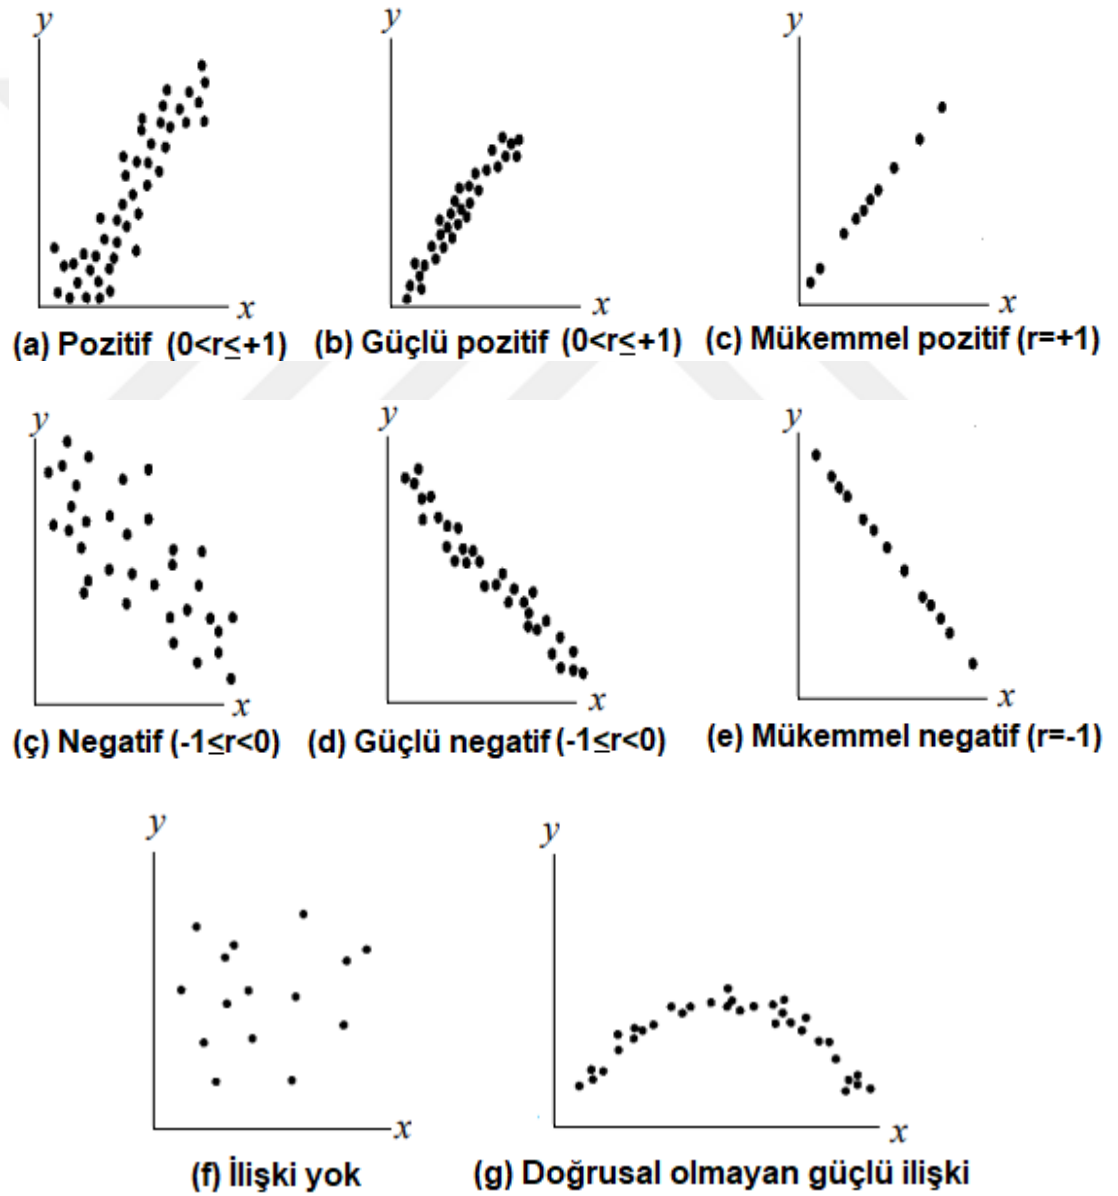 y
y
y
x
x
x
(a) Pozitif (0<r≤+1)
(b) Güçlü pozitif (0<r≤+1)
(c) Mükemmel pozitif (r=+1)
y
y
y
x
x
x
(ç) Negatif (-1≤r<0)
(d) Güçlü negatif (-1≤r<0)
(e) Mükemmel negatif (r=-1)
y
y
x
x
(f) İlişki yok
(g) Doğrusal olmayan güçlü ilişki